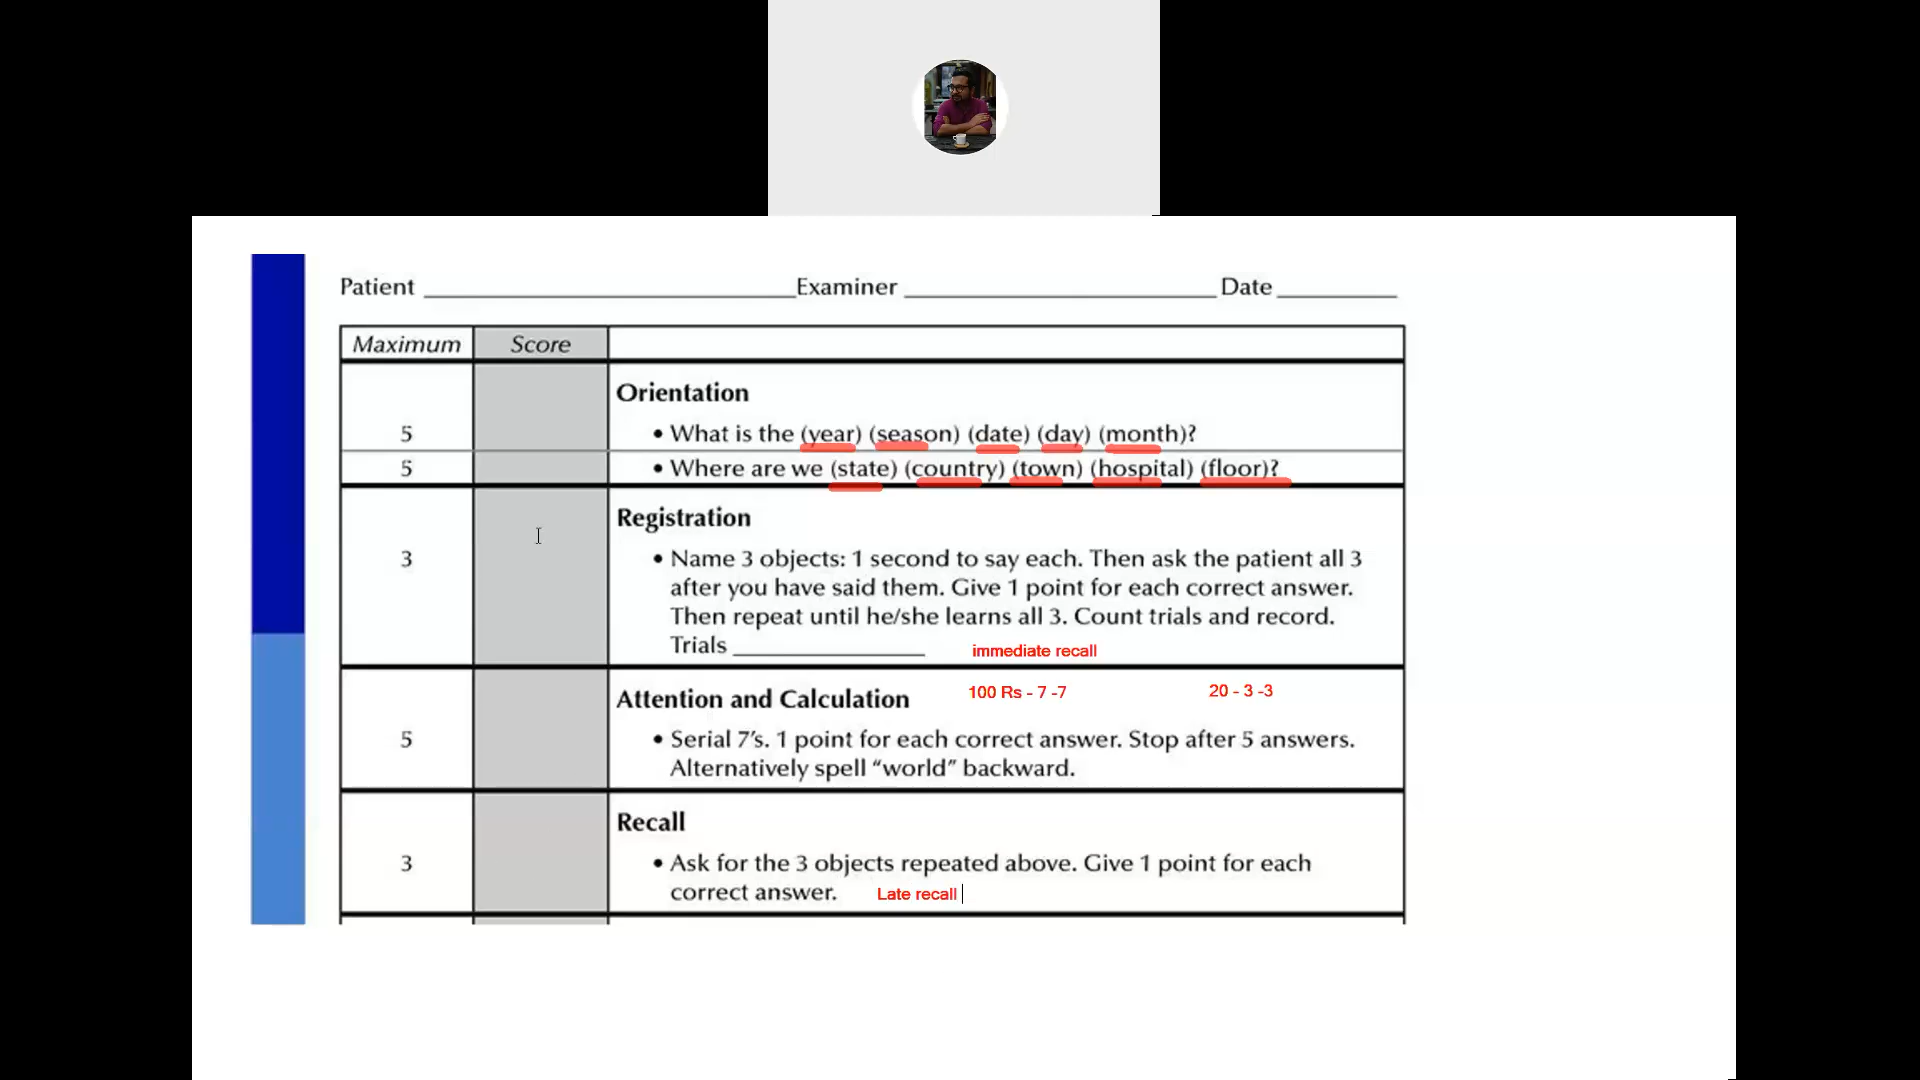 Patient ______ Examiner ______ Date ______
Maximum Score
Orientation
5 • What is the (year) (season) (date) (day) (month)?
5 • Where are we (state) (country) (town) (hospital) (floor)?
Registration
3 • Name 3 objects: 1 second to say each. Then ask the patient all 3
after you have said them. Give 1 point for each correct answer.
Then repeat until he/she learns all 3. Count trials and record.
Trials ______ immediate recall
Attention and Calculation 100 Rs - 7 -7 20 - 3 -3
5 • Serial 7’s. 1 point for each correct answer. Stop after 5 answers.
Alternatively spell “world” backward.
Recall
3 • Ask for the 3 objects repeated above. Give 1 point for each
correct answer. Late recall